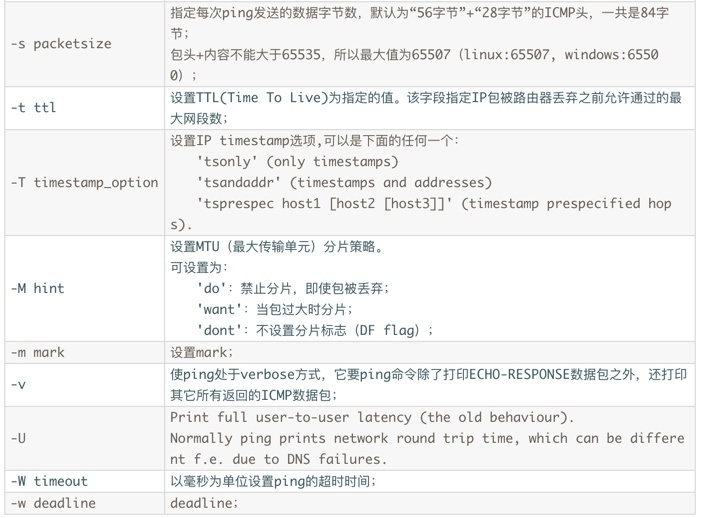 -s packetsize
指定每次ping发送的数据字节数，默认为“56字节”+“28字节”的ICMP头，一共是84字
节；
包头+内容不能大于65535，所以最大值为65507（linux:65507, windows:6550
0）；
-t ttl
设置TTL(Time To Live)为指定的值。该字段指定IP包被路由器丢弃之前允许通过的最
大网段数；
-T timestamp_option
设置IP timestamp选项,可以是下面的任何一个：
'tsonly' (only timestamps)
'tsandaddr' (timestamps and addresses)
'tsprespec host1 [host2 [host3]]' (timestamp prespecified hop
s).
-M hint
设置MTU（最大传输单元）分片策略。
可设置为：
'do'：禁止分片，即使包被丢弃；
'want'：当包过大时分片；
'dont'：不设置分片标志（DF flag）；
-m mark
设置mark；
-v
使ping处于verbose方式，它要ping命令除了打印ECHO-RESPONSE数据包之外，还打印
其它所有返回的ICMP数据包；
-U
Print full user-to-user latency (the old behaviour).
Normally ping prints network round trip time, which can be differe
nt f.e. due to DNS failures.
-W timeout
以毫秒为单位设置ping的超时时间；
-w deadline
deadline；